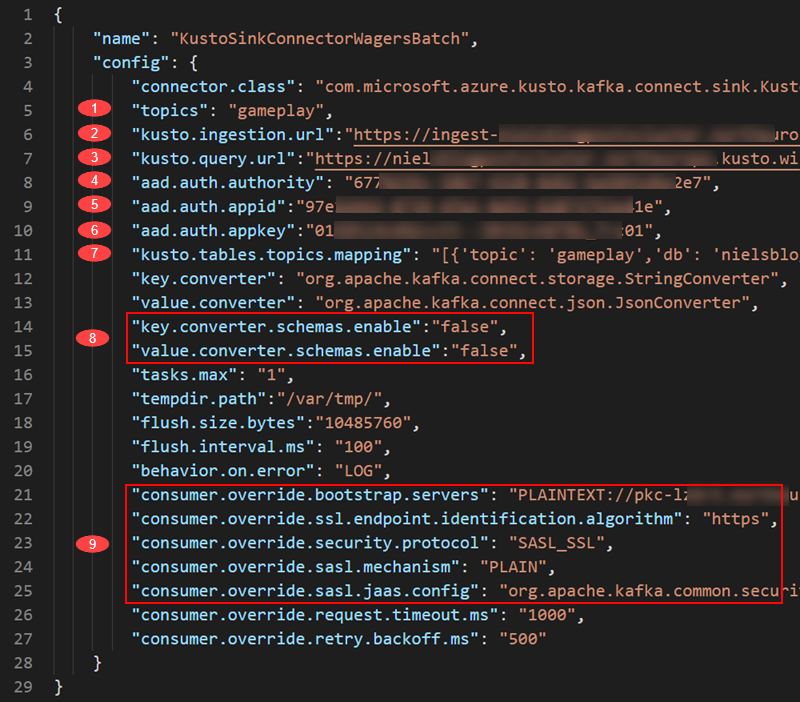 1 {
2 "name": "KustoSinkConnectorWagersBatch",
3 "config": {
4 "connector.class": "com.microsoft.azure.kusto.kafka.connect.sink.Kust
1 5 "topics": "gameplay",
2 6 "kusto.ingestion.url":"https://ingest- uro
3 7 "kusto.query.url":"https://niel .kusto.wi
4 8 "aad.auth.authority": "677 2e7",
5 9 "aad.auth.appid":"97e 1e",
6 10 "aad.auth.appkey":"01 :01",
7 11 "kusto.tables.topics.mapping": "[{'topic': 'gameplay','db': 'nielsblo
12 "key.converter": "org.apache.kafka.connect.storage.StringConverter",
13 "value.converter": "org.apache.kafka.connect.json.JsonConverter",
14 "key.converter.schemas.enable":"false",
8
15 "value.converter.schemas.enable":"false",
16 "tasks.max": "1",
17 "tempdir.path":"/var/tmp/",
18 "flush.size.bytes":"10485760",
19 "flush.interval.ms": "100",
20 "behavior.on.error": "LOG",
21 "consumer.override.bootstrap.servers": "PLAINTEXT://pkc-lz u
22 "consumer.override.ssl.endpoint.identification.algorithm": "https",
9 23 "consumer.override.security.protocol": "SASL_SSL",
24 "consumer.override.sasl.mechanism": "PLAIN",
25 "consumer.override.sasl.jaas.config": "org.apache.kafka.common.securi
26 "consumer.override.request.timeout.ms": "1000",
27 "consumer.override.retry.backoff.ms": "500"
28 }
29 }